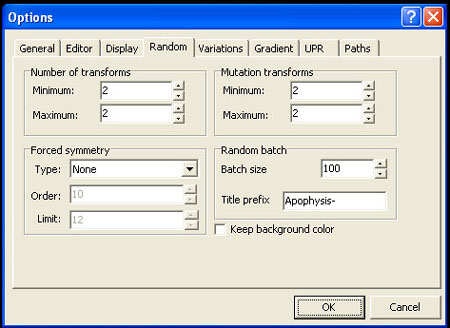 Options
General Editor Display Random Variations Gradient UPR Paths
Number of transforms
Minimum: 2
Maximum: 2
Mutation transforms
Minimum: 2
Maximum: 2
Forced symmetry
Type: None
Order: 10
Limit: 12
Random batch
Batch size 100
Title prefix Apophysis-
Keep background color
OK Cancel